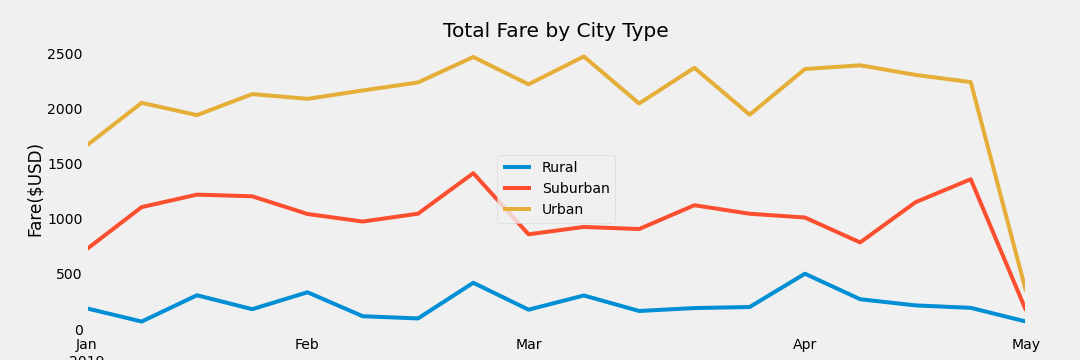 Total Fare by City Type
Fare($USD)
2500
2000
1500
1000
500
0
Rural
Suburban
Urban
Jan Feb Mar Apr May
2019